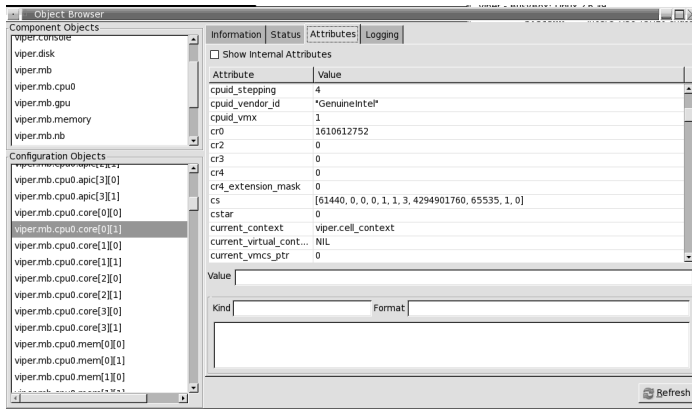 Object Browser
Component Objects
viper.console
viper.disk
viper.mb
viper.mb.cpu0
viper.mb.gpu
viper.mb.memory
viper.mb.nb
Configuration Objects
viper.mb.cpu0.apic[2][1]
viper.mb.cpu0.apic[3][0]
viper.mb.cpu0.apic[3][1]
viper.mb.cpu0.core[0][0]
viper.mb.cpu0.core[0][1]
viper.mb.cpu0.core[1][0]
viper.mb.cpu0.core[1][1]
viper.mb.cpu0.core[2][0]
viper.mb.cpu0.core[2][1]
viper.mb.cpu0.core[3][0]
viper.mb.cpu0.core[3][1]
viper.mb.cpu0.mem[0][0]
viper.mb.cpu0.mem[0][1]
viper.mb.cpu0.mem[1][0]
Information Status Attributes Logging
Show Internal Attributes
Attribute Value
cpuid_stepping 4
cpuid_vendor_id "GenuineIntel"
cpuid_vmx 1
cr0 1610612752
cr2 0
cr3 0
cr4 0
cr4_extension_mask 0
cs [61440, 0, 0, 0, 1, 1, 3, 4294901760, 65535, 1, 0]
cstar 0
current_context viper.cell_context
current_virtual_cont... NIL
current_vmcs_ptr 0
Value
Kind Format
Refresh